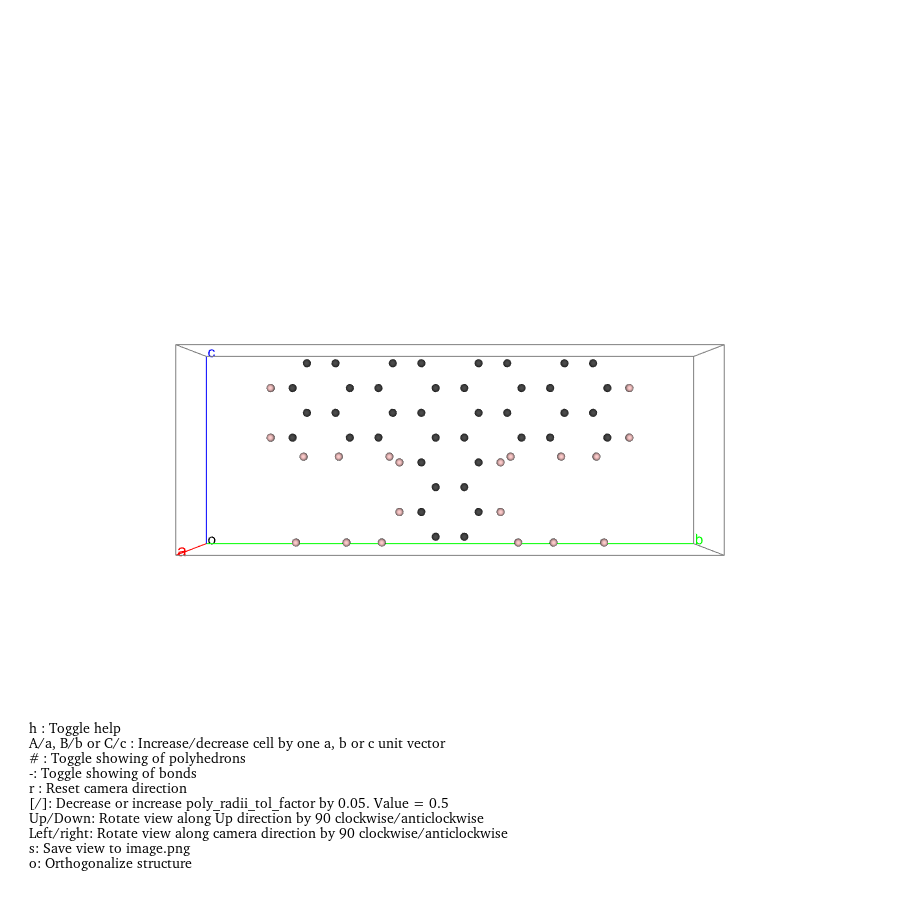 c
a
o
b
h : Toggle help
A/a, B/b or C/c : Increase/decrease cell by one a, b or c unit vector
# : Toggle showing of polyhedrons
-: Toggle showing of bonds
r : Reset camera direction
[/]: Decrease or increase poly_radii_tol_factor by 0.05. Value = 0.5
Up/Down: Rotate view along Up direction by 90 clockwise/anticlockwise
Left/right: Rotate view along camera direction by 90 clockwise/anticlockwise
s: Save view to image.png
o: Orthogonalize structure